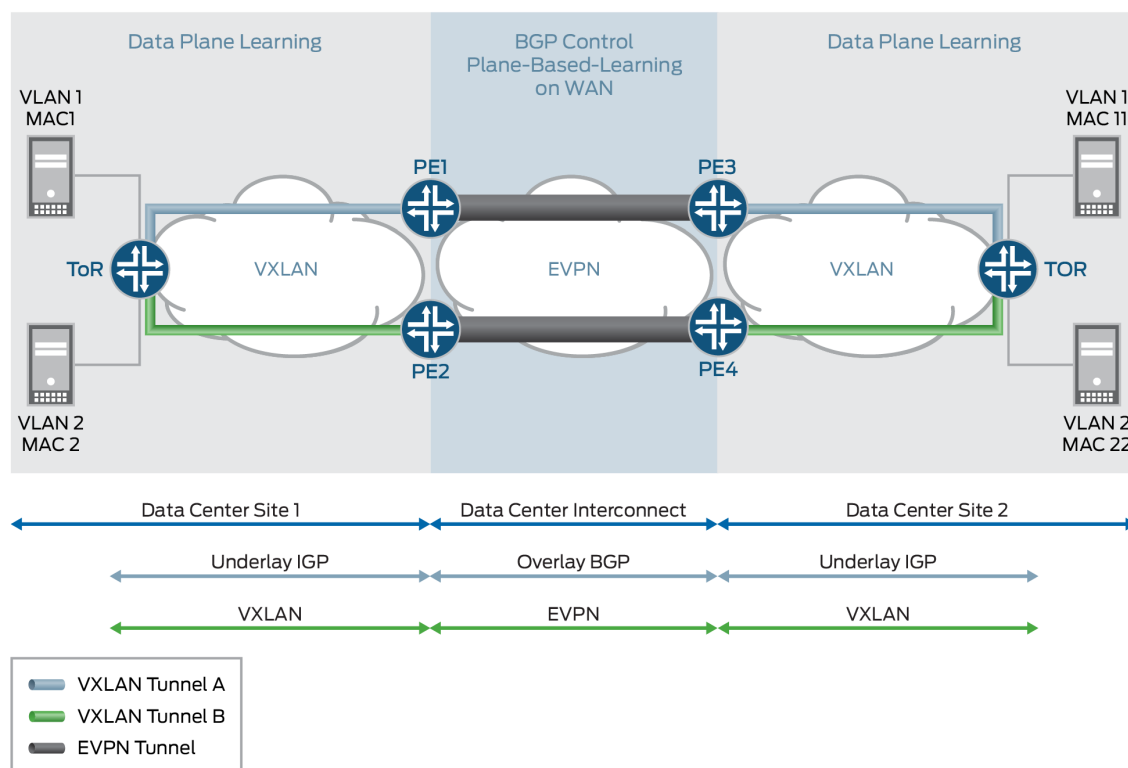 Data Plane Learning
BGP Control
Plane-Based-Learning
on WAN
Data Plane Learning
VLAN 1
MAC1
VLAN 1
MAC 11
PE1
PE3
ToR
VXLAN
EVPN
VXLAN
TOR
PE2
PE4
VLAN 2
MAC 2
VLAN 2
MAC 22
Data Center Site 1
Data Center Interconnect
Data Center Site 2
Underlay IGP
Overlay BGP
Underlay IGP
VXLAN
EVPN
VXLAN
VXLAN Tunnel A
VXLAN Tunnel B
EVPN Tunnel